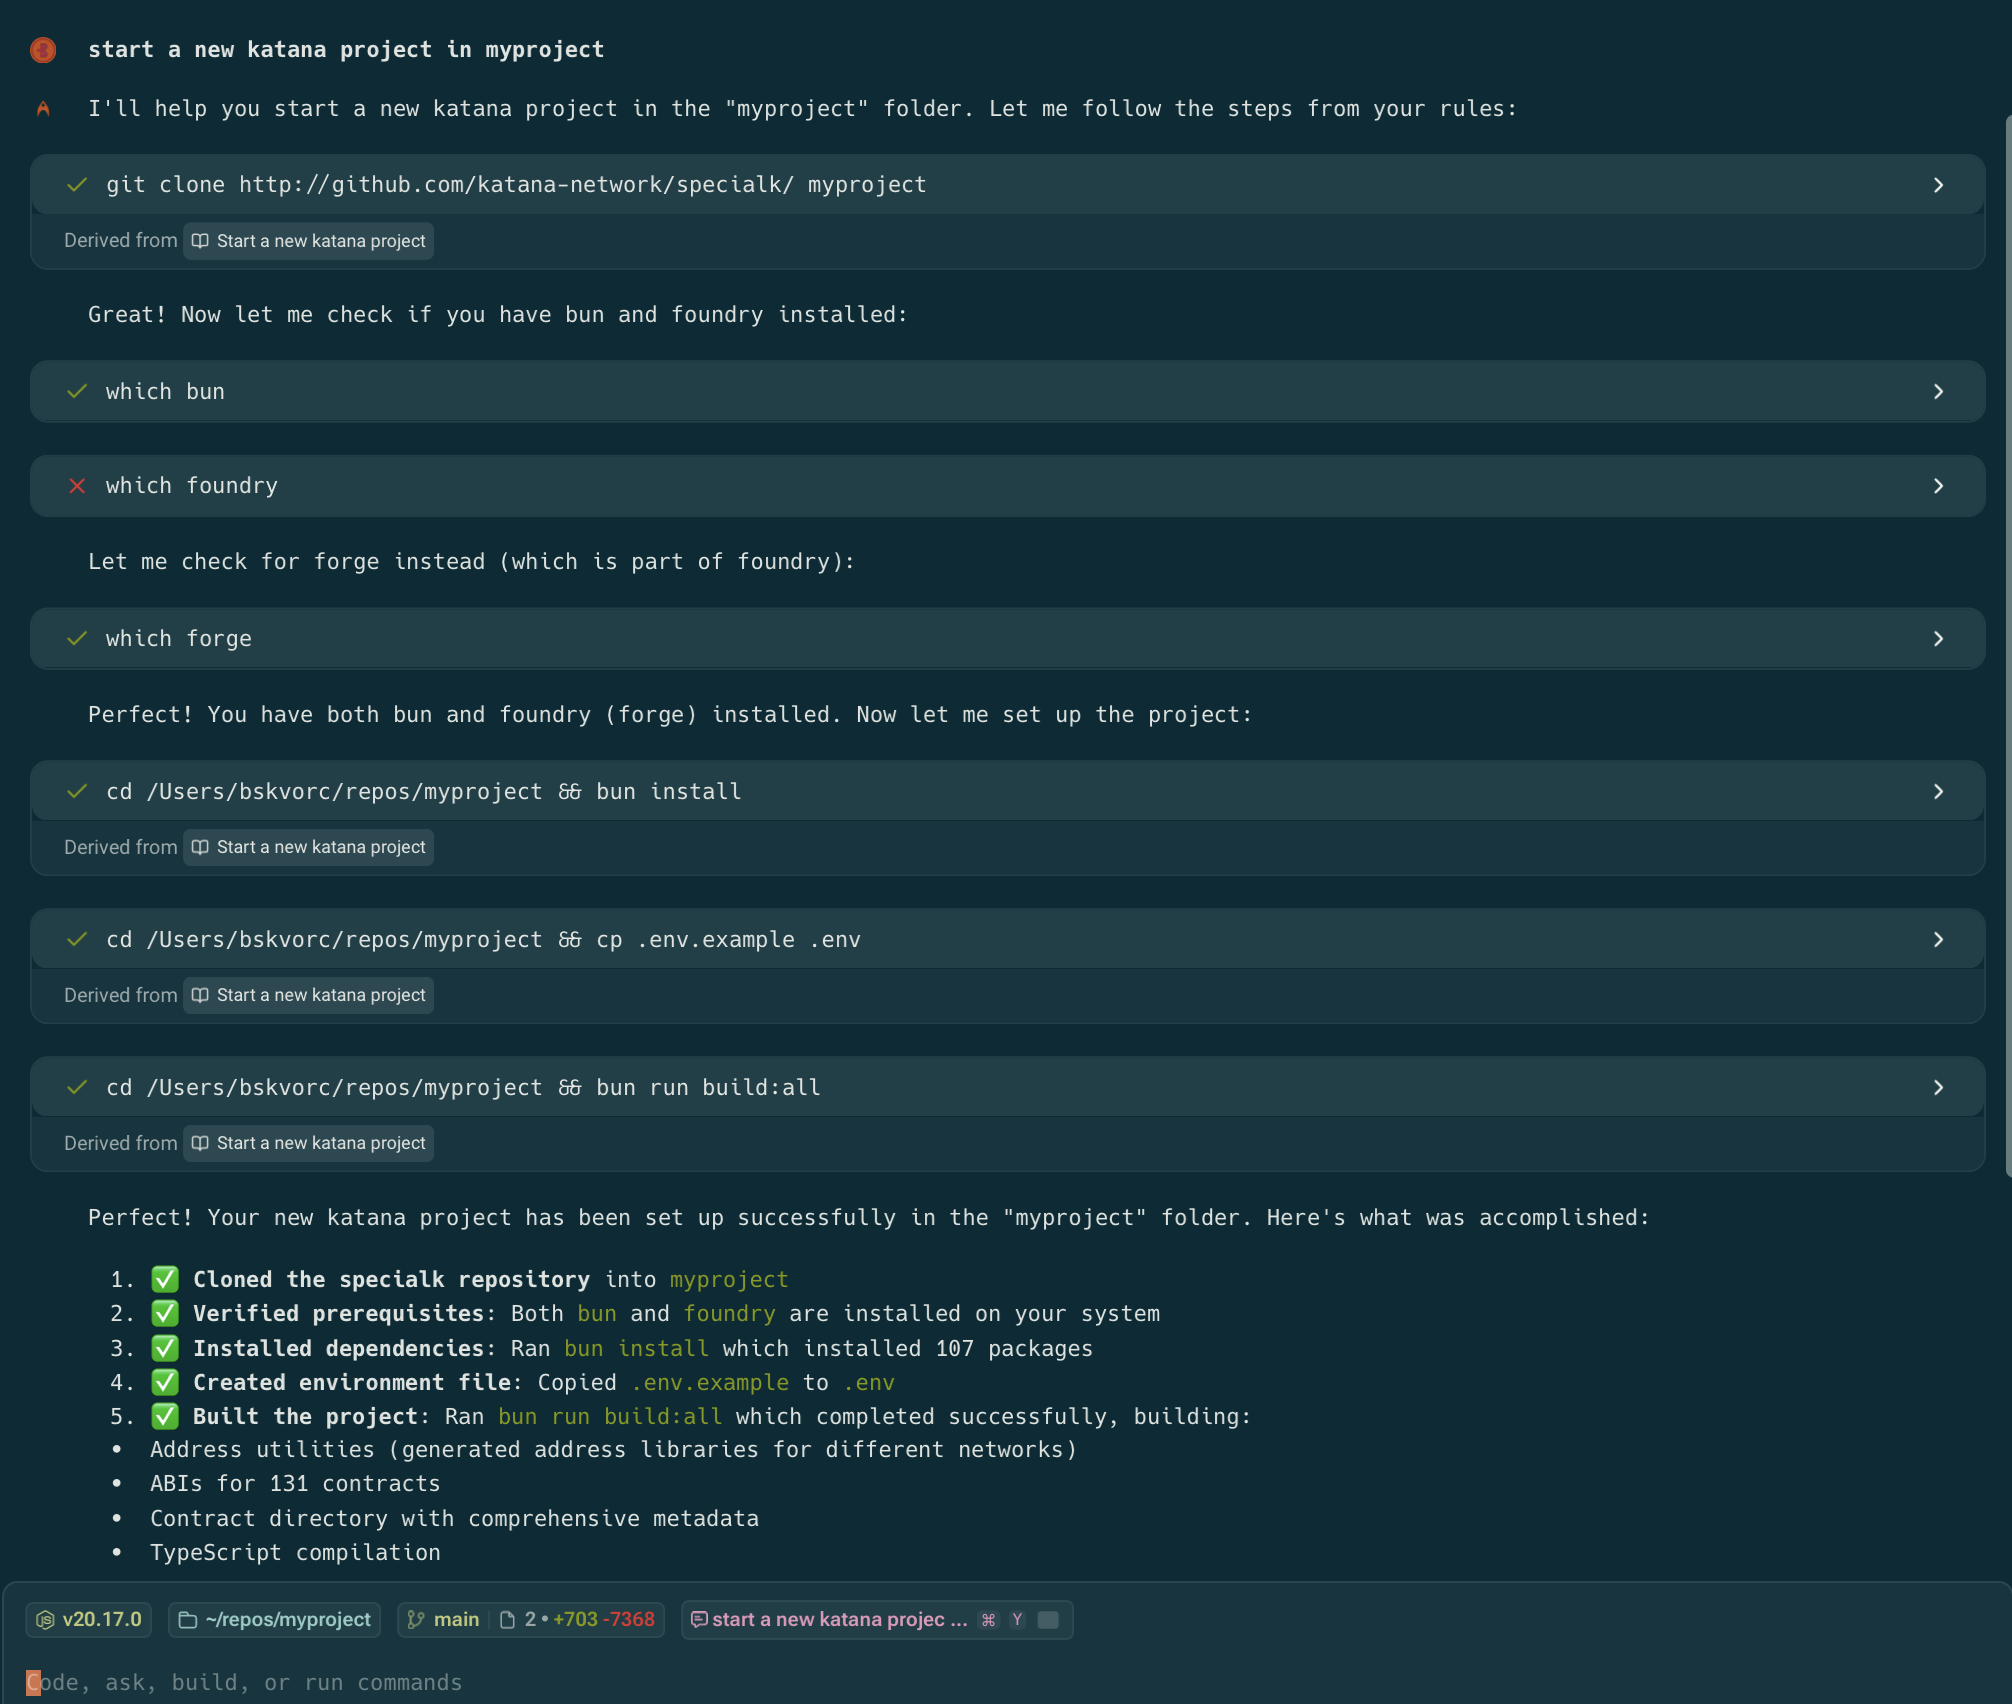 start a new katana project in myproject
I'll help you start a new katana project in the "myproject" folder. Let me follow the steps from your rules:
git clone http://github.com/katana-network/specialk/ myproject
Derived from Start a new katana project
Great! Now let me check if you have bun and foundry installed:
which bun
which foundry
Let me check for forge instead (which is part of foundry):
which forge
Perfect! You have both bun and foundry (forge) installed. Now let me set up the project:
cd /Users/bskvorc/repos/myproject && bun install
Derived from Start a new katana project
cd /Users/bskvorc/repos/myproject && cp .env.example .env
Derived from Start a new katana project
cd /Users/bskvorc/repos/myproject && bun run build:all
Derived from Start a new katana project
Perfect! Your new katana project has been set up successfully in the "myproject" folder. Here's what was accomplished:
1. ✅ Cloned the specialk repository into myproject
2. ✅ Verified prerequisites: Both bun and foundry are installed on your system
3. ✅ Installed dependencies: Ran bun install which installed 107 packages
4. ✅ Created environment file: Copied .env.example to .env
5. ✅ Built the project: Ran bun run build:all which completed successfully, building:
• Address utilities (generated address libraries for different networks)
• ABIs for 131 contracts
• Contract directory with comprehensive metadata
• TypeScript compilation
v20.17.0 ~/repos/myproject main 2 • +703 -7368 start a new katana projec ... ⌘ Y
Code, ask, build, or run commands